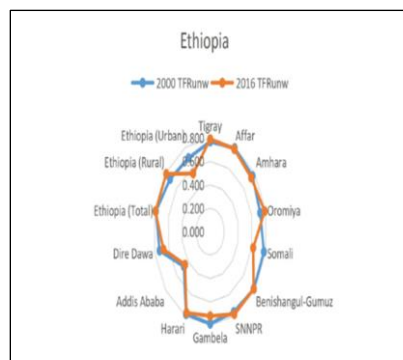 Ethiopia
2000 TFRunw 2016 TFRunw
Tigray
Affar
Amhara
Oromiya
Somali
Benishangul-Gumuz
SNNPR
Gambela
Harari
Addis Ababa
Dire Dawa
Ethiopia (Total)
Ethiopia (Rural)
Ethiopia (Urban)
0.800
0.600
0.400
0.200
0.000